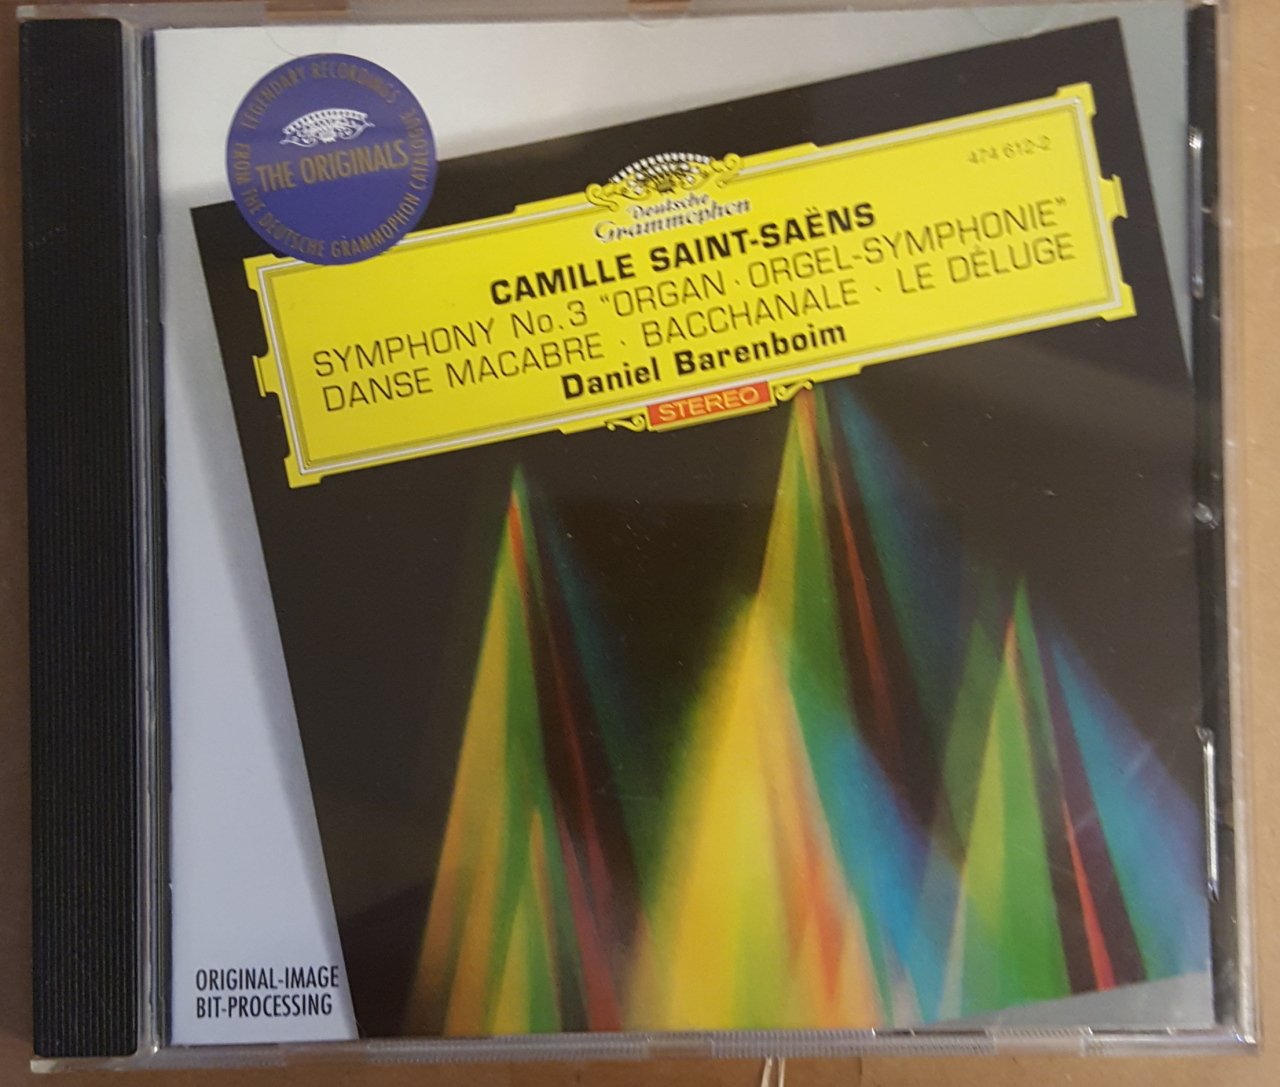 LEGENDARY RECORDINGS · FROM THE DEUTSCHE GRAMMOPHON CATALOGUE ·
THE ORIGINALS
474 612-2
Deutsche
Grammophon
CAMILLE SAINT-SAËNS
SYMPHONY No. 3 "ORGAN · ORGEL-SYMPHONIE"
DANSE MACABRE · BACCHANALE · LE DÉLUGE
Daniel Barenboim
STEREO
ORIGINAL-IMAGE
BIT-PROCESSING